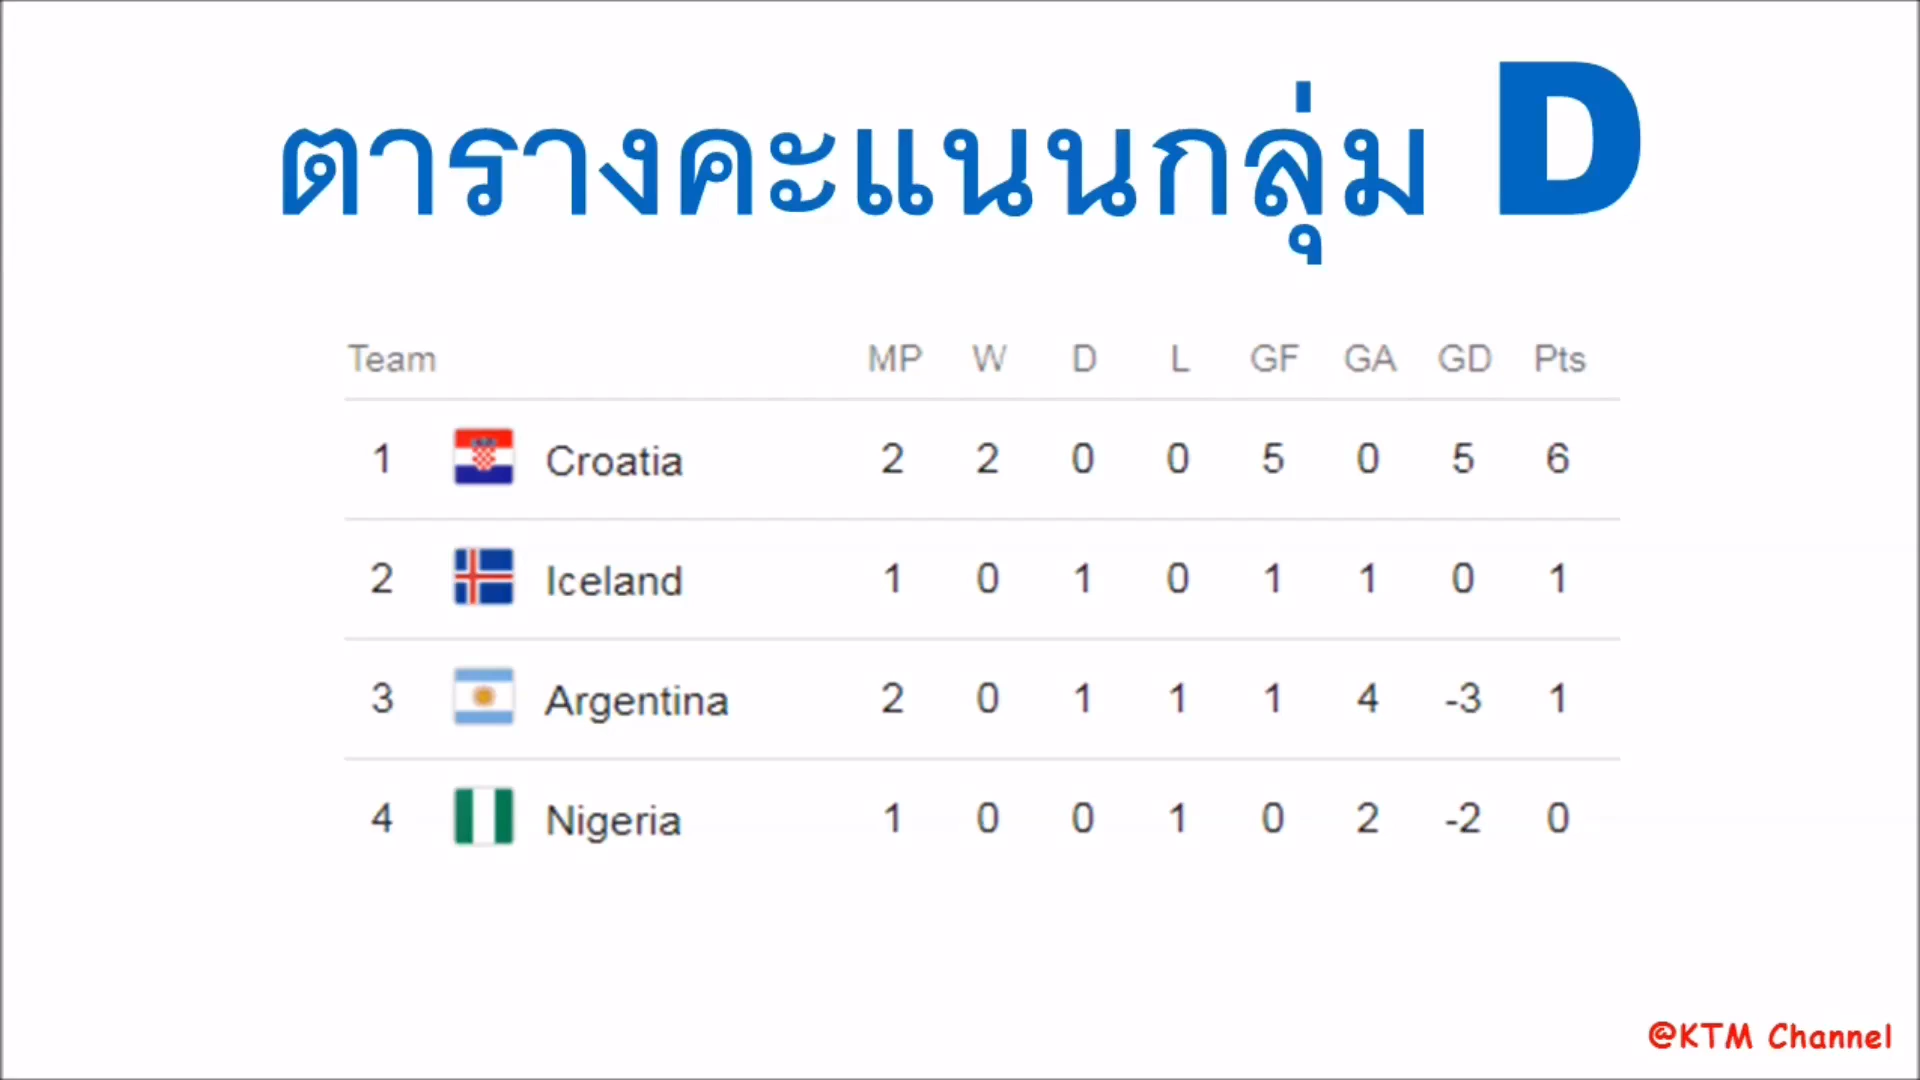 ตารางคะแนนกลุ่ม D
Team MP W D L GF GA GD Pts
1 Croatia 2 2 0 0 5 0 5 6
2 Iceland 1 0 1 0 1 1 0 1
3 Argentina 2 0 1 1 1 4 -3 1
4 Nigeria 1 0 0 1 0 2 -2 0
@KTM Channel